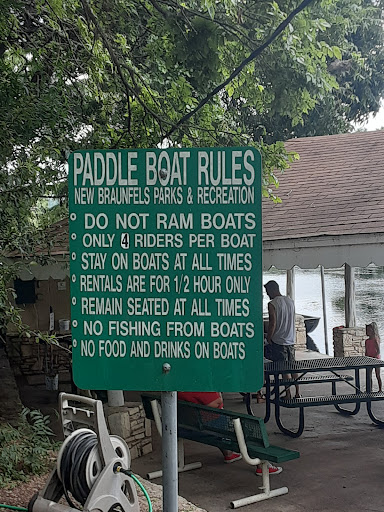 PADDLE BOAT RULES
NEW BRAUNFELS PARKS & RECREATION
• DO NOT RAM BOATS
• ONLY 4 RIDERS PER BOAT
• STAY ON BOATS AT ALL TIMES
• RENTALS ARE FOR 1/2 HOUR ONLY
• REMAIN SEATED AT ALL TIMES
• NO FISHING FROM BOATS
• NO FOOD AND DRINKS ON BOATS